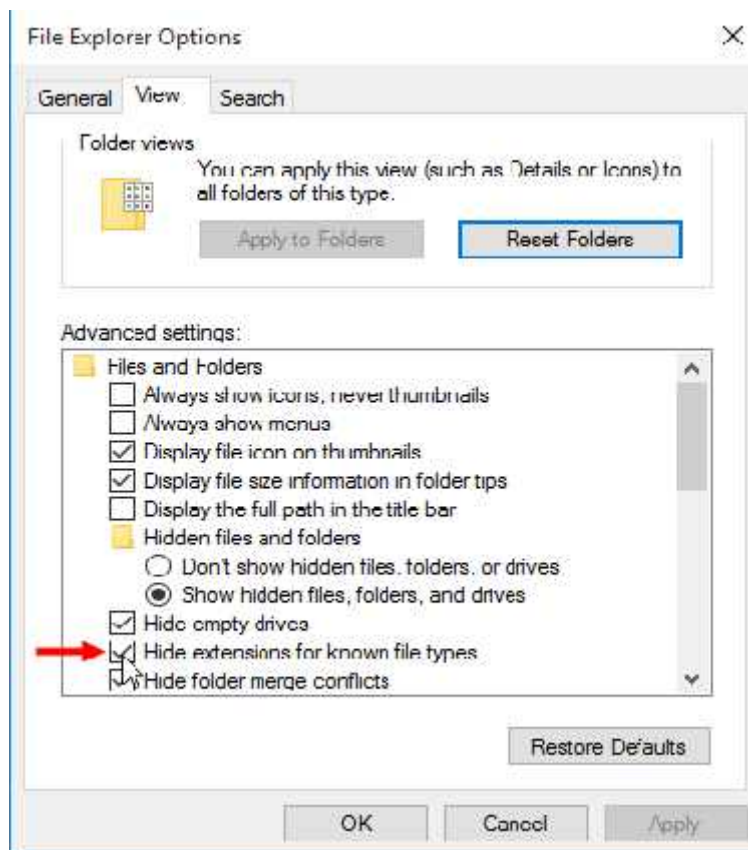 File Explorer Options
General View Search
Folder views
You can apply this view (such as Details or Icons) to
all folders of this type.
Apply to Folders Reset Folders
Advanced settings:
Files and Folders
Always show icons, never thumbnails
Always show menus
Display file icon on thumbnails
Display file size information in folder tips
Display the full path in the title bar
Hidden files and folders
Don't show hidden files, folders, or drives
Show hidden files, folders, and drives
Hide empty drives
Hide extensions for known file types
Hide folder merge conflicts
Restore Defaults
OK Cancel Apply